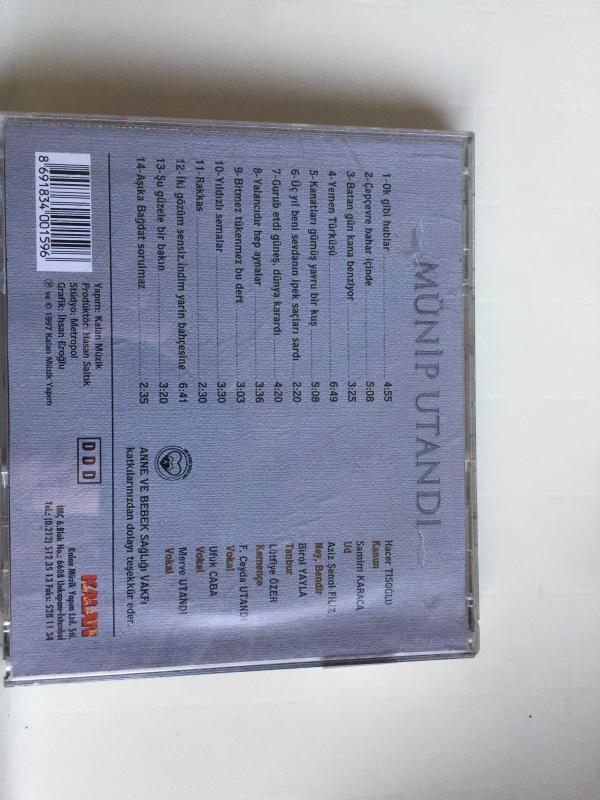 MÜNİP UTANDI
1-Ok gibi hublar 4:55
2-Çepçevre bahar içinde 5:08
3-Batan gün kana benziyor 3:25
4-Yemen Türküsü 6:49
5-Kanatları gümüş yavru bir kuş 5:08
6-Üç yıl beni sevdanın ipek saçları sardı 2:20
7-Gurub etdi güneş, dünya karardı 4:20
8-Yalancıdır hep aynalar 3:36
9-Bitmez tükenmez bu dert 3:03
10-Yıldızlı semalar 3:30
11-Rakkas 2:30
12-İki gözüm sensiz.İndim yarin bahçesine 6:41
13-Şu güzele bir bakın 3:20
14-Aşıka Bağdat sorulmaz 2:35
Hacer TISOĞLU
Kanun
Samim KARACA
Ud
Aziz Şenol FİLİZ
Ney, Bendir
Birol YAYLA
Tanbur
Lütfiye ÖZER
Kemençe
F. Ceyda UTANDI
Vokal
Ufuk CABA
Vokal
Merve UTANDI
Vokal
ANNE VE BEBEK SAĞLIĞI VAKFI
katkılarınızdan dolayı teşekkür eder.
8 691834 001596
Yapım: Kalan Müzik
Prodüktör: Hasan Saltık
Stüdyo: Metropol
Grafik: İhsan Eroğlu
℗ ve © 1997 Kalan Müzik Yapım
D D D
KALAN
Kalan Müzik Yapım Ltd. Şti.
İMÇ 6.Blok No.: 6608 Unkapanı-İstanbul
Tel.: (0.212) 512 35 13 Faks: 528 11 34